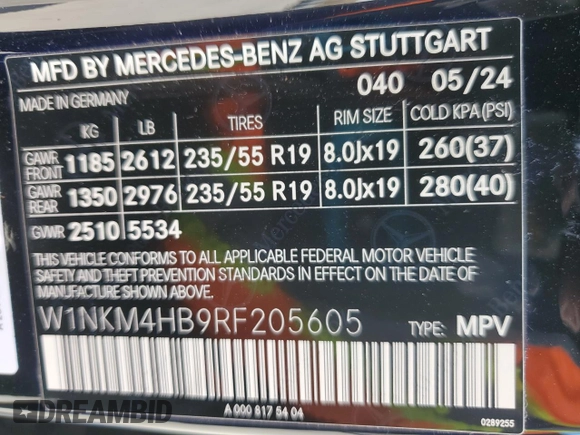 MFD BY MERCEDES-BENZ AG STUTTGART
040 05/24
MADE IN GERMANY
KG LB TIRES RIM SIZE COLD KPA(PSI)
GAWR FRONT 1185 2612 235/55 R19 8.0Jx19 260(37)
GAWR REAR 1350 2976 235/55 R19 8.0Jx19 280(40)
GVWR 2510 5534
THIS VEHICLE CONFORMS TO ALL APPLICABLE FEDERAL MOTOR VEHICLE
SAFETY AND THEFT PREVENTION STANDARDS IN EFFECT ON THE DATE OF
MANUFACTURE SHOWN ABOVE.
W1NKM4HB9RF205605 TYPE: MPV
A 000 817 54 04
0289255
DREAMBID